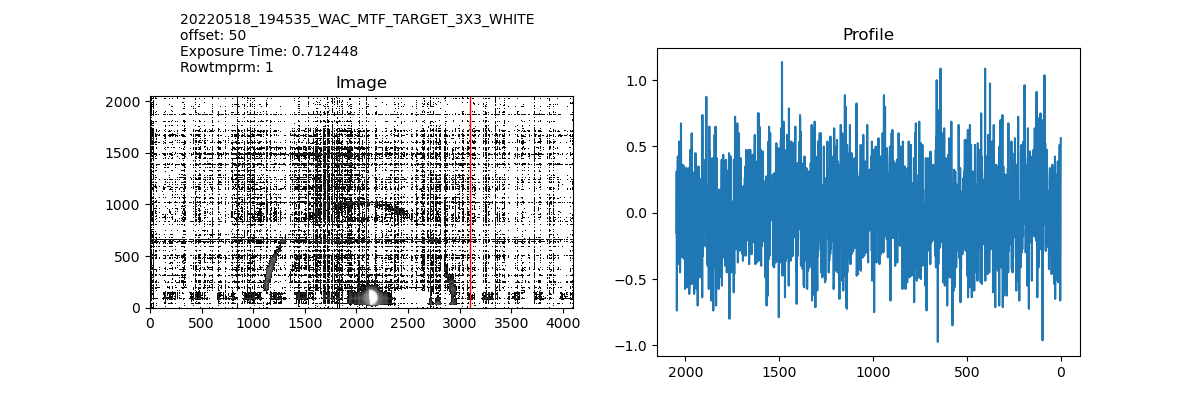 20220518_194535_WAC_MTF_TARGET_3X3_WHITE
offset: 50
Exposure Time: 0.712448
Rowtmprm: 1
Image
2000
1500
1000
500
0
0 500 1000 1500 2000 2500 3000 3500 4000
Profile
1.0
0.5
0.0
−0.5
−1.0
2000 1500 1000 500 0